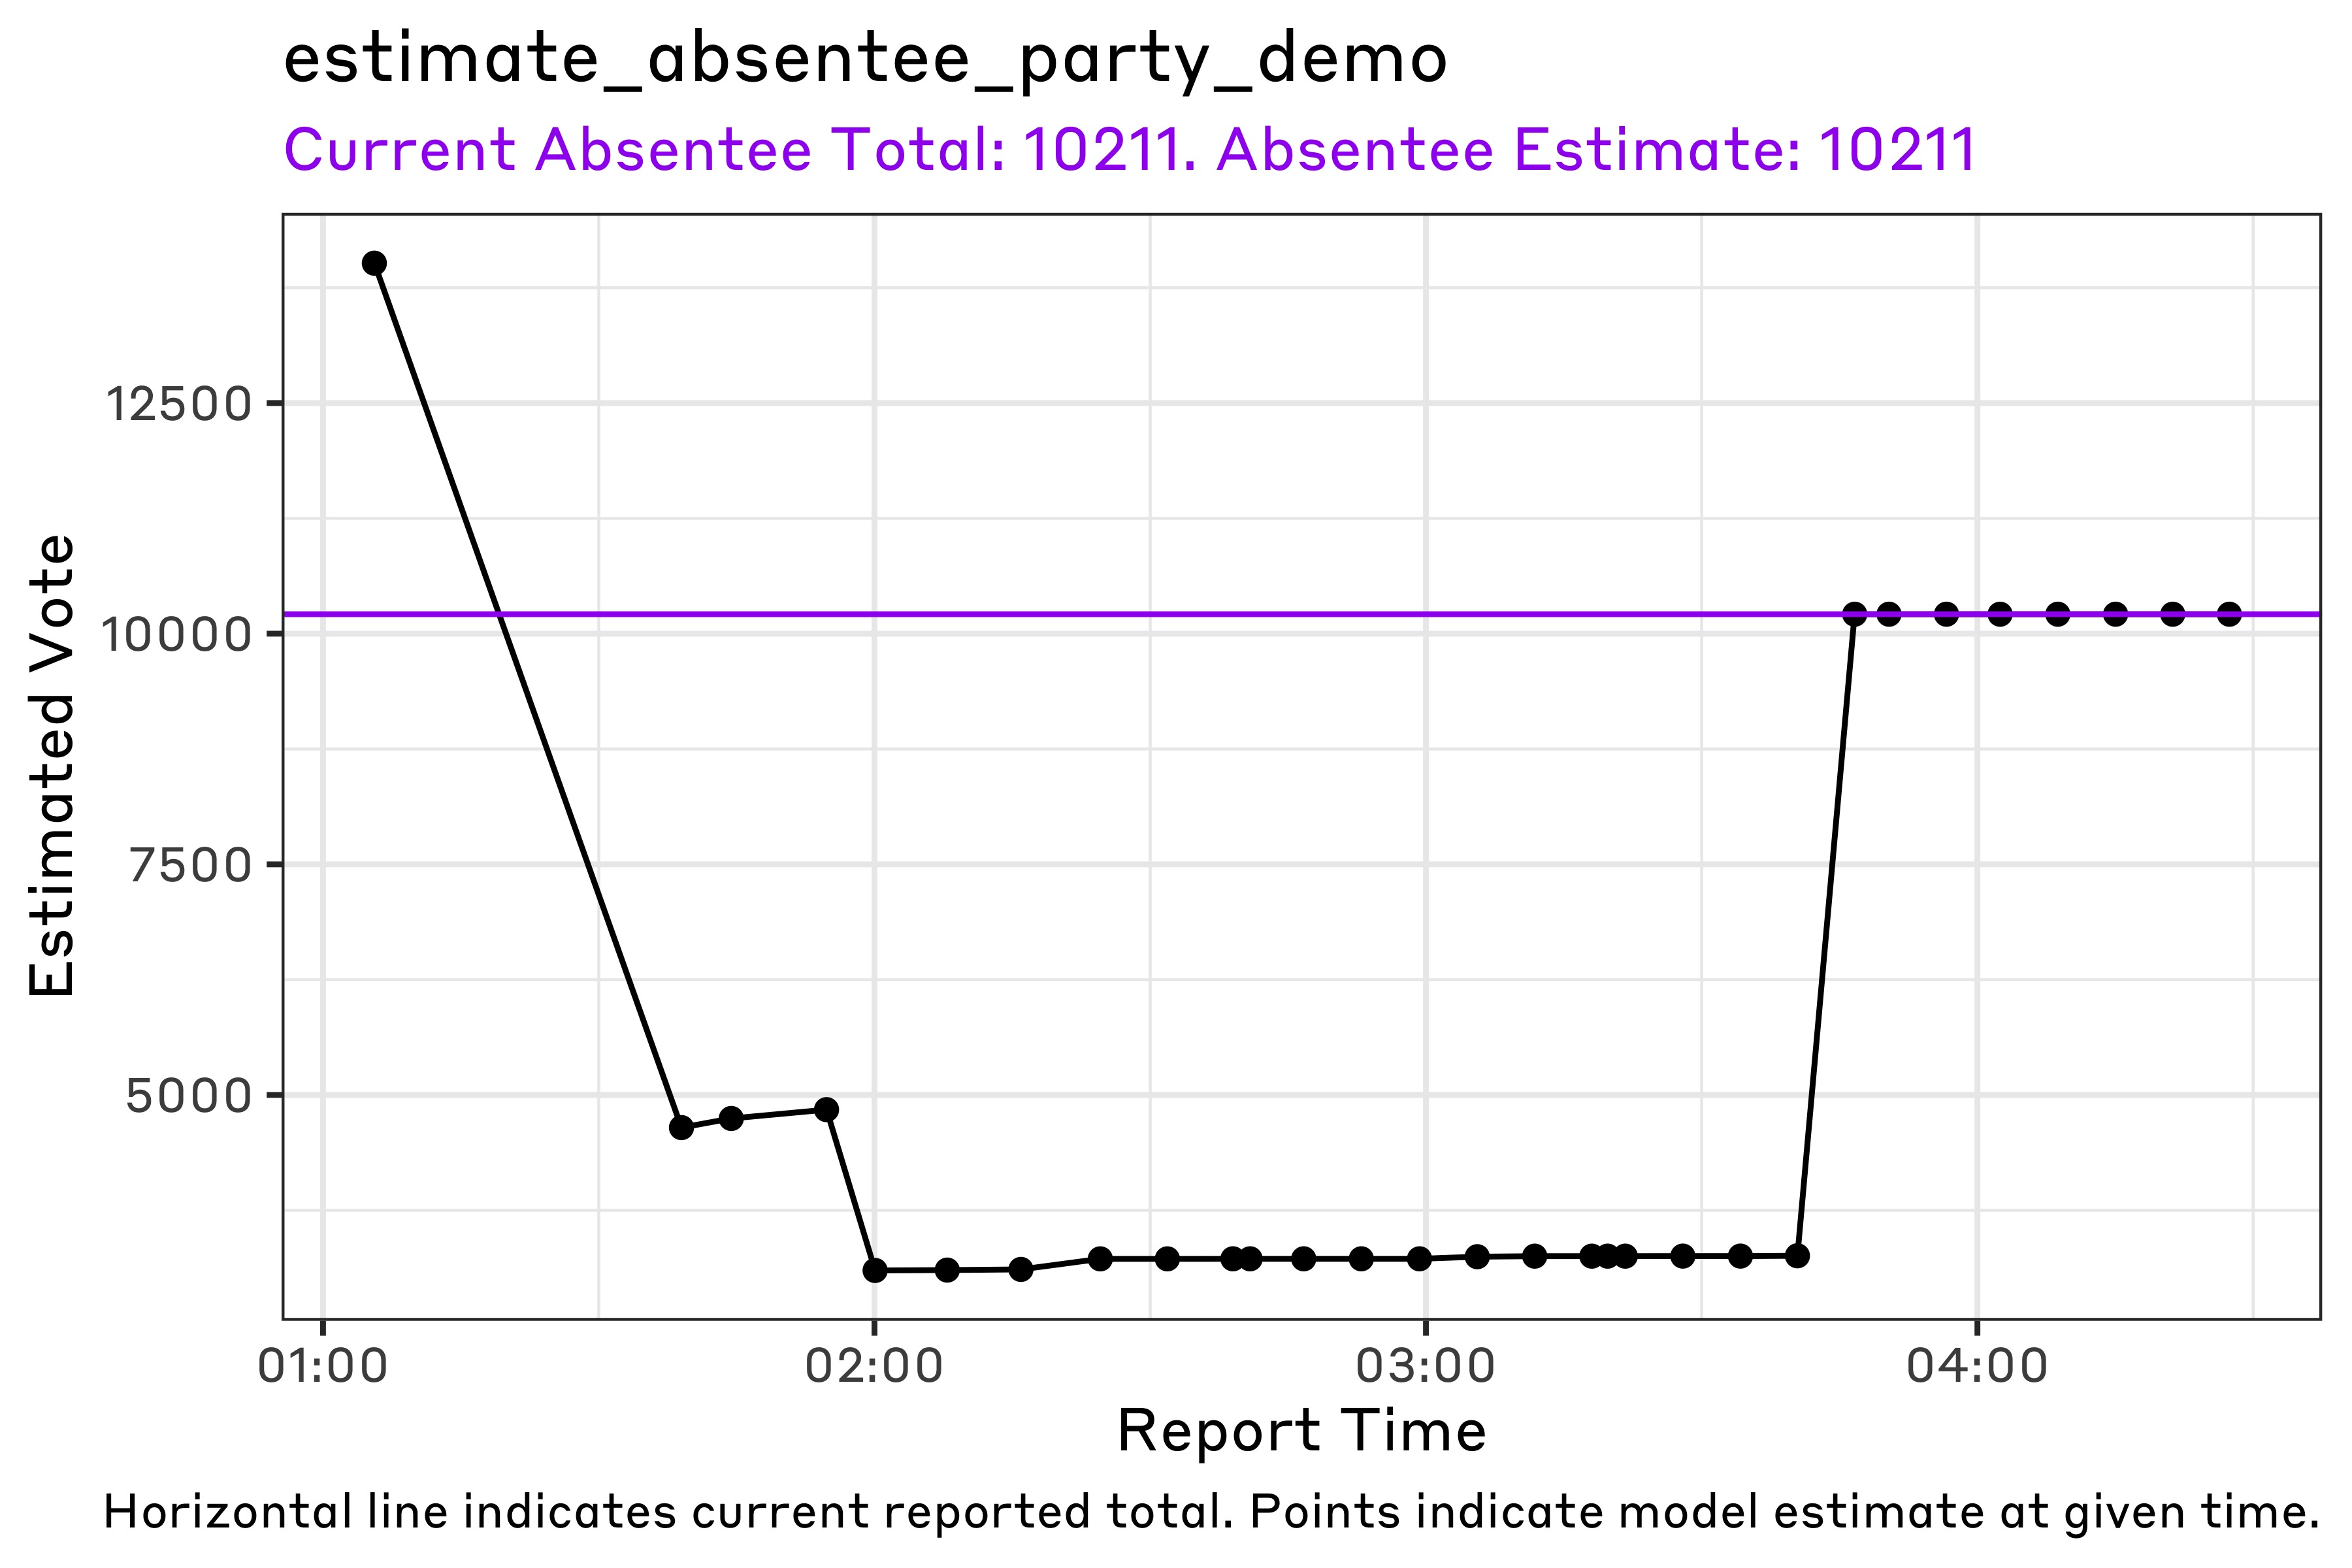 estimate_absentee_party_demo
Current Absentee Total: 10211. Absentee Estimate: 10211
Estimated Vote
12500
10000
7500
5000
01:00 02:00 03:00 04:00
Report Time
Horizontal line indicates current reported total. Points indicate model estimate at given time.